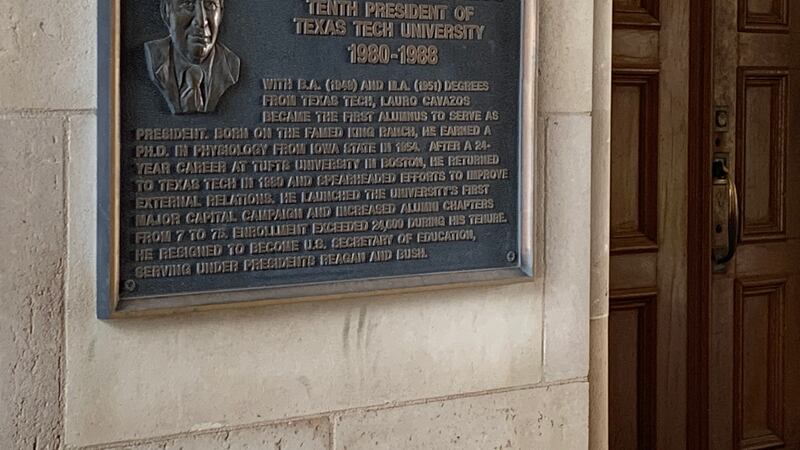 TENTH PRESIDENT OF
TEXAS TECH UNIVERSITY
1980-1988
WITH B.A. (1949) AND M.A. (1951) DEGREES
FROM TEXAS TECH, LAURO CAVAZOS
BECAME THE FIRST ALUMNUS TO SERVE AS
PRESIDENT. BORN ON THE FAMED KING RANCH, HE EARNED A
PH.D. IN PHYSIOLOGY FROM IOWA STATE IN 1954. AFTER A 24-
YEAR CAREER AT TUFTS UNIVERSITY IN BOSTON, HE RETURNED
TO TEXAS TECH IN 1980 AND SPEARHEADED EFFORTS TO IMPROVE
EXTERNAL RELATIONS. HE LAUNCHED THE UNIVERSITY'S FIRST
MAJOR CAPITAL CAMPAIGN AND INCREASED ALUMNI CHAPTERS
FROM 7 TO 75. ENROLLMENT EXCEEDED 24,000 DURING HIS TENURE.
HE RESIGNED TO BECOME U.S. SECRETARY OF EDUCATION,
SERVING UNDER PRESIDENTS REAGAN AND BUSH.